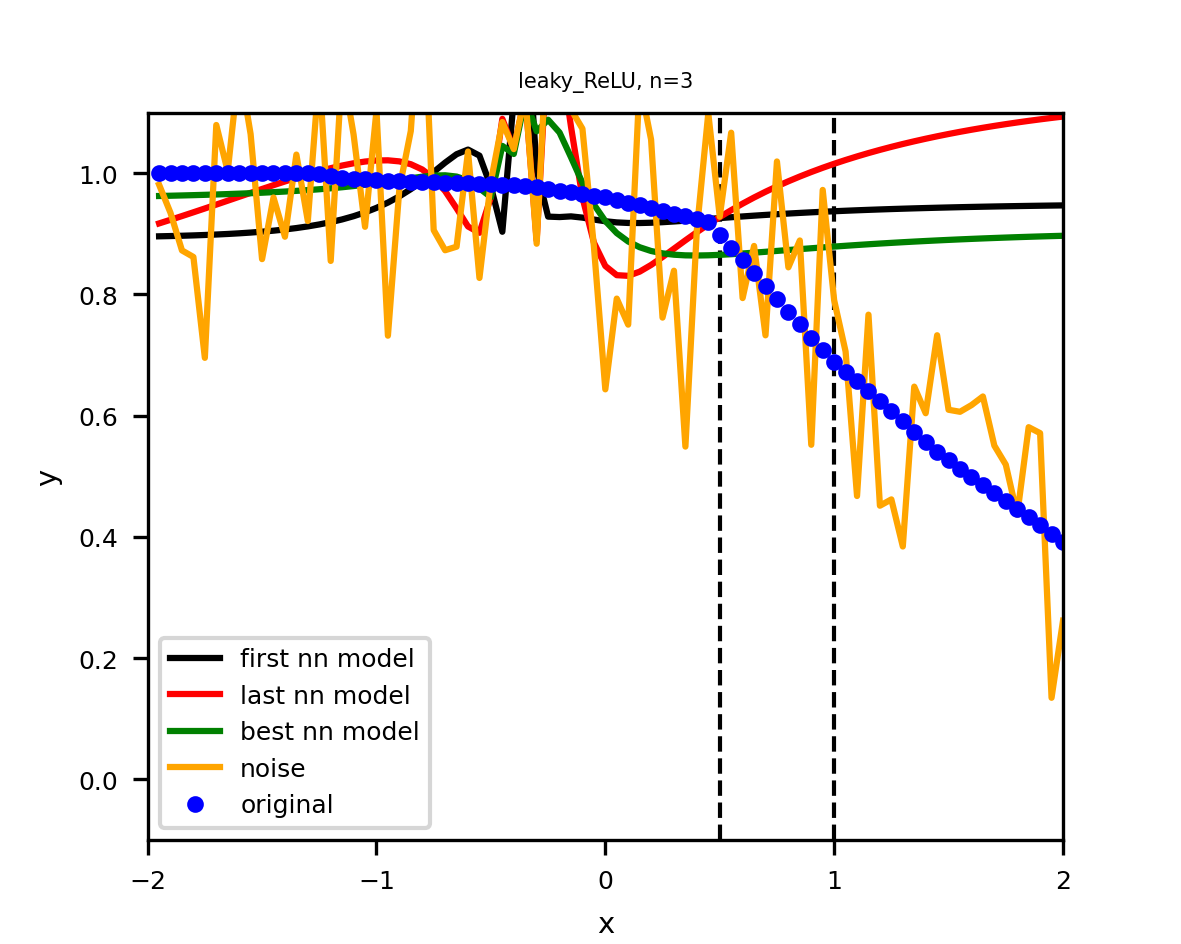 leaky_ReLU, n=3
1.0
0.8
0.6
0.4
0.2
0.0
y
first nn model
last nn model
best nn model
noise
original
−2
−1
0
1
2
x